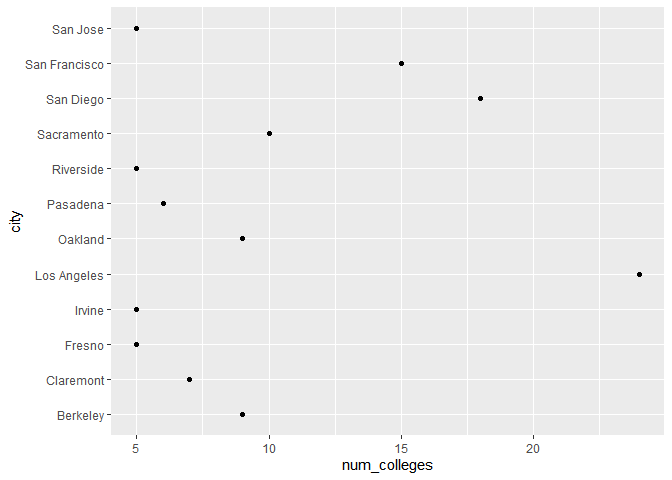 San Jose
San Francisco
San Diego
Sacramento
Riverside
Pasadena
Oakland
Los Angeles
Irvine
Fresno
Claremont
Berkeley
city
5 10 15 20
num_colleges